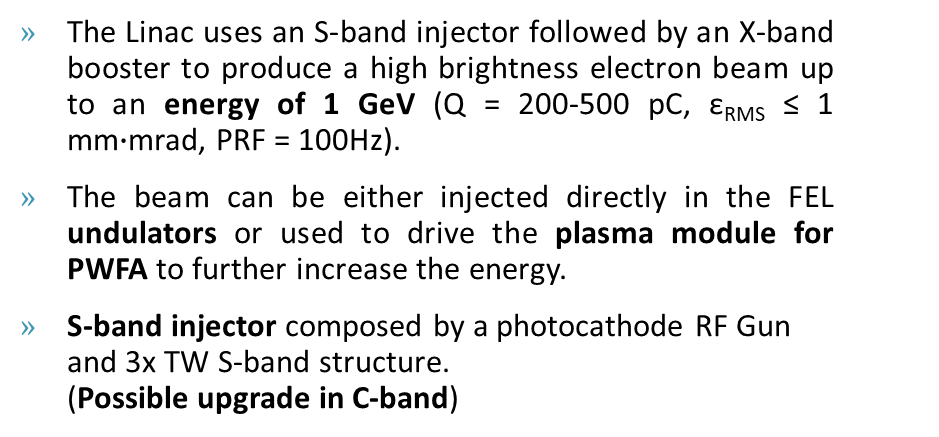 » The Linac uses an S-band injector followed by an X-band
booster to produce a high brightness electron beam up
to an energy of 1 GeV (Q = 200-500 pC, εRMS ≤ 1
mm·mrad, PRF = 100Hz).
» The beam can be either injected directly in the FEL
undulators or used to drive the plasma module for
PWFA to further increase the energy.
» S-band injector composed by a photocathode RF Gun
and 3x TW S-band structure.
(Possible upgrade in C-band)